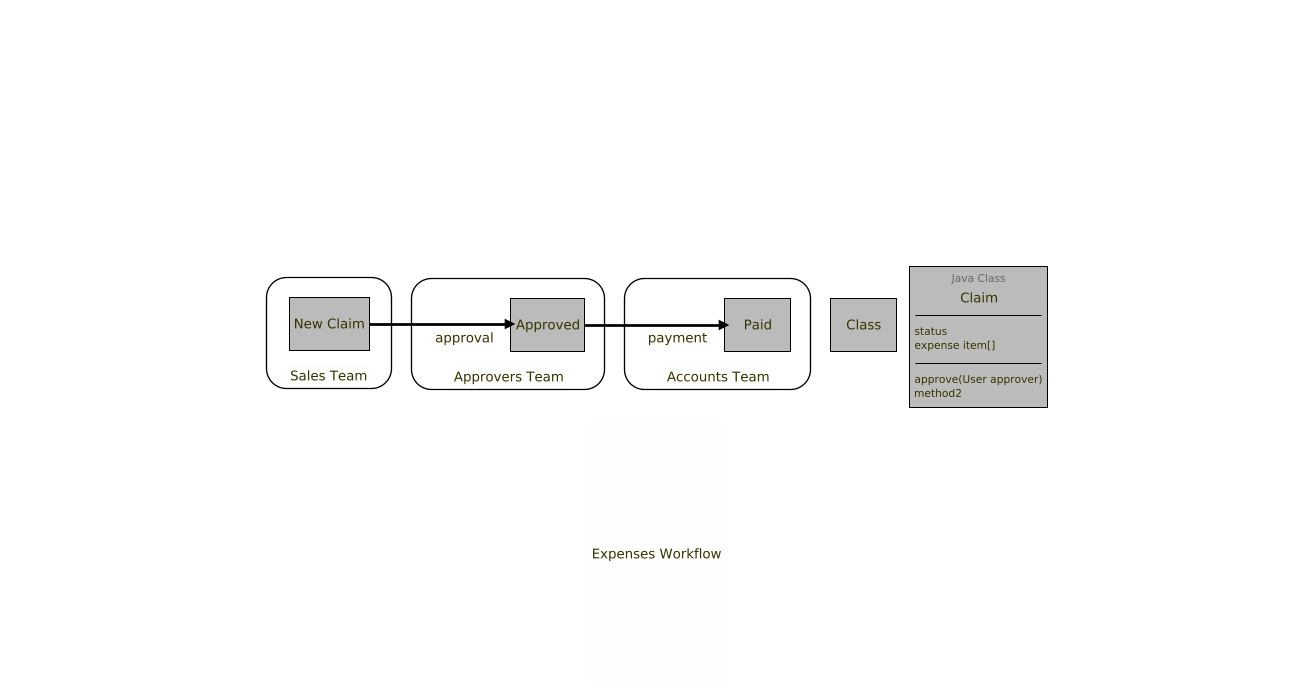 New Claim
approval
Sales Team
Approved
Approvers Team
payment
Paid
Accounts Team
Class
Java Class
Claim
status
expense item[]
approve(User approver)
method2
Expenses Workflow